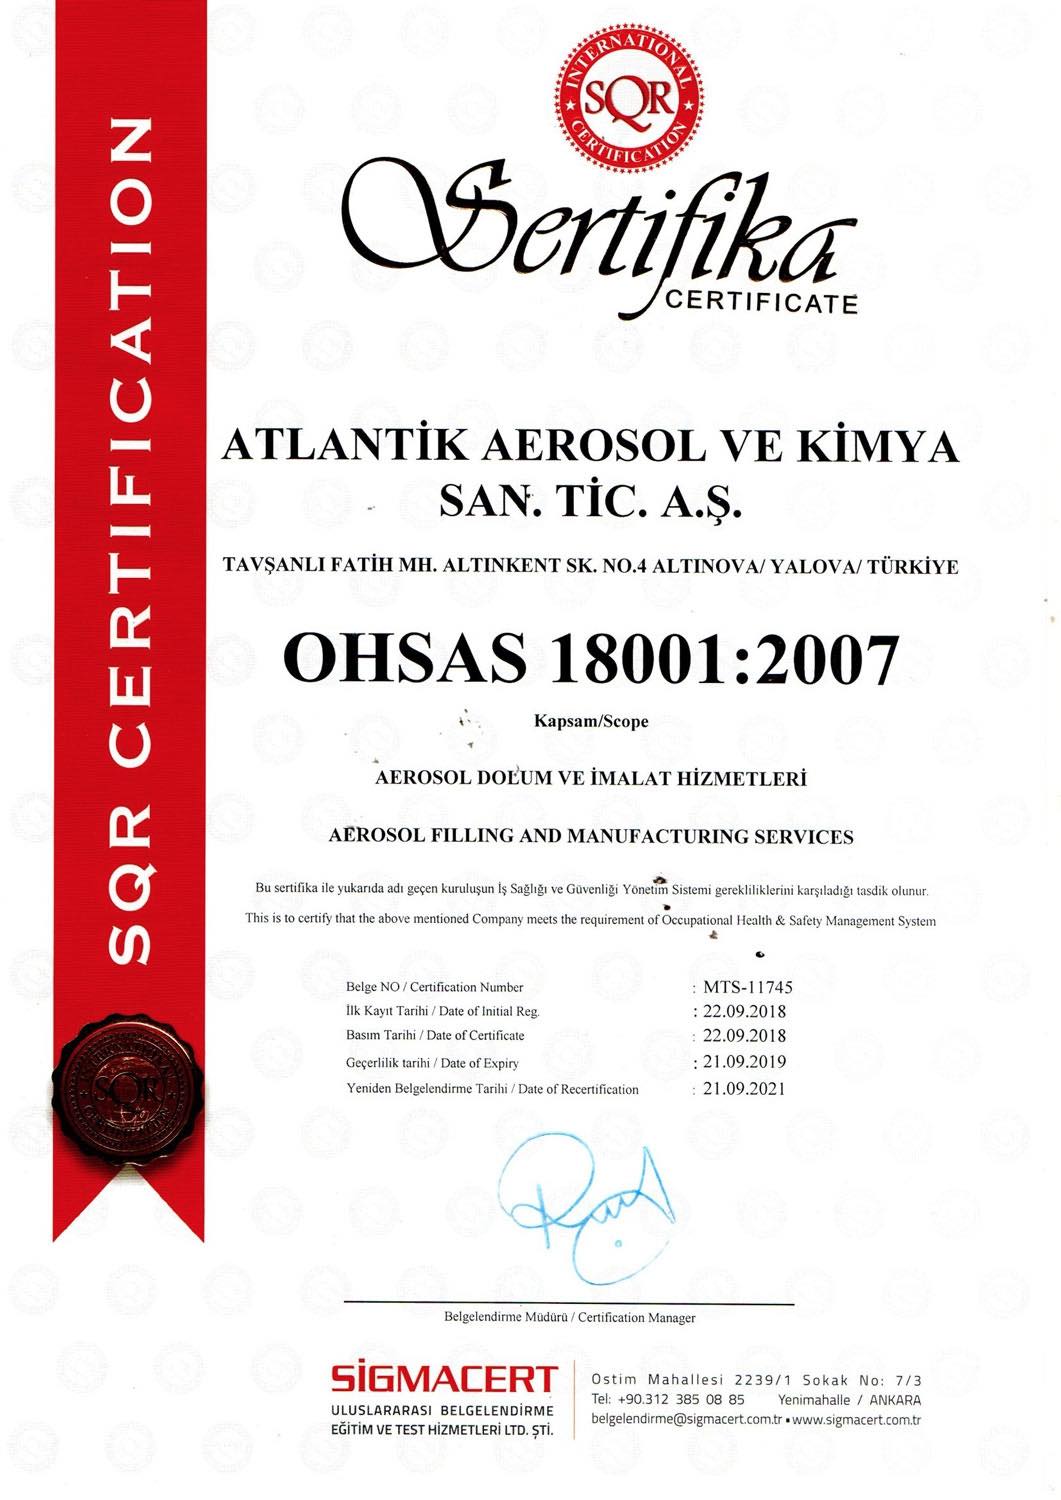 INTERNATIONAL
SQR
CERTIFICATION
Sertifika
CERTIFICATE
SQR CERTIFICATION
ATLANTİK AEROSOL VE KİMYA
SAN. TİC. A.Ş.
TAVŞANLI FATİH MH. ALTINKENT SK. NO.4 ALTINOVA/ YALOVA/ TÜRKİYE
OHSAS 18001:2007
Kapsam/Scope
AEROSOL DOLUM VE İMALAT HİZMETLERİ
AEROSOL FILLING AND MANUFACTURING SERVICES
Bu sertifika ile yukarıda adı geçen kuruluşun İş Sağlığı ve Güvenliği Yönetim Sistemi gerekliliklerini karşıladığı tasdik olunur.
This is to certify that the above mentioned Company meets the requirement of Occupational Health & Safety Management System
Belge NO / Certification Number : MTS-11745
İlk Kayıt Tarihi / Date of Initial Reg. : 22.09.2018
Basım Tarihi / Date of Certificate : 22.09.2018
Geçerlilik tarihi / Date of Expiry : 21.09.2019
Yeniden Belgelendirme Tarihi / Date of Recertification : 21.09.2021
SQR
Belgelendirme Müdürü / Certification Manager
SİGMACERT
ULUSLARARASI BELGELENDİRME
EĞİTİM VE TEST HİZMETLERİ LTD. ŞTİ.
Ostim Mahallesi 2239/1 Sokak No: 7/3
Tel: +90.312 385 08 85 Yenimahalle / ANKARA
belgelendirme@sigmacert.com.tr ▪ www.sigmacert.com.tr